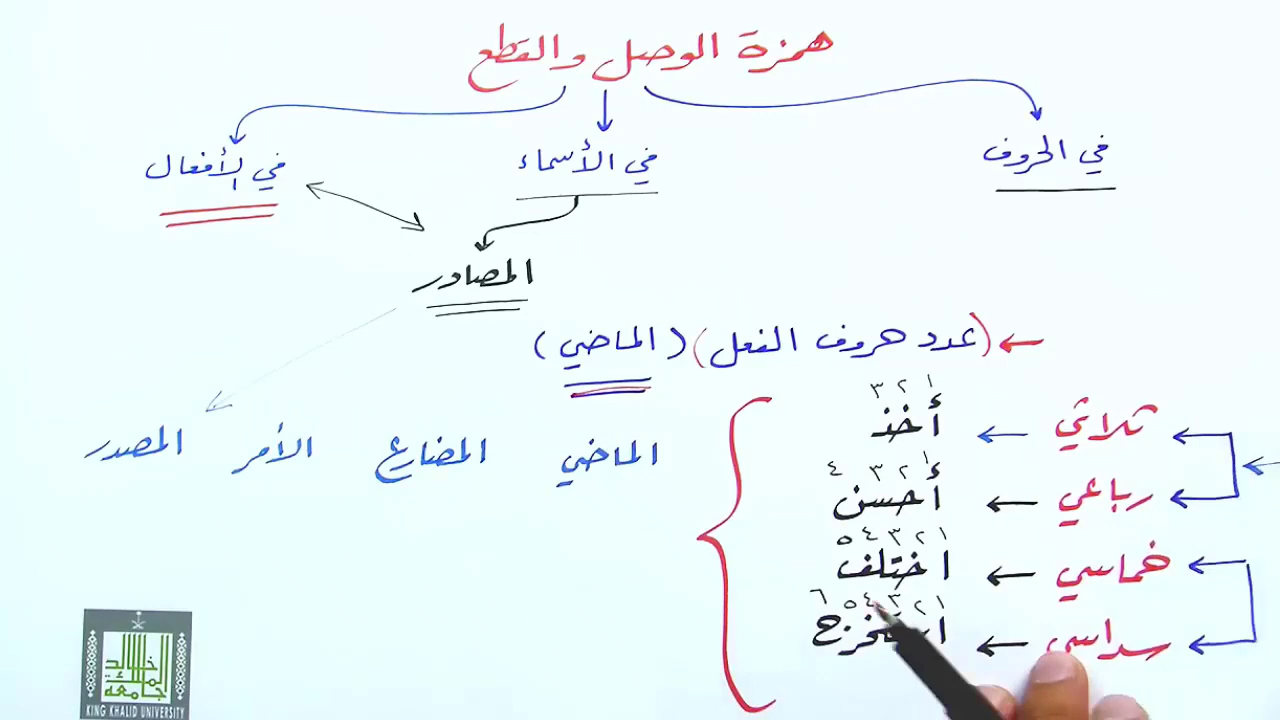 همزة الوصل والقطع
في الحروف
في الأسماء
في الأفعال
المصادر
(عدد حروف الفعل) (الماضي)
١ ٢ ٣
ثلاثي ← أخذ
١ ٢ ٣ ٤
رباعي ← أحسن
١ ٢ ٣ ٤ ٥
خماسي ← اختلف
١ ٢ ٣ ٤ ٥ ٦
سداسي ←
الماضي المضارع الأمر المصدر
جامعة الملك خالد
KING KHALID UNIVERSITY